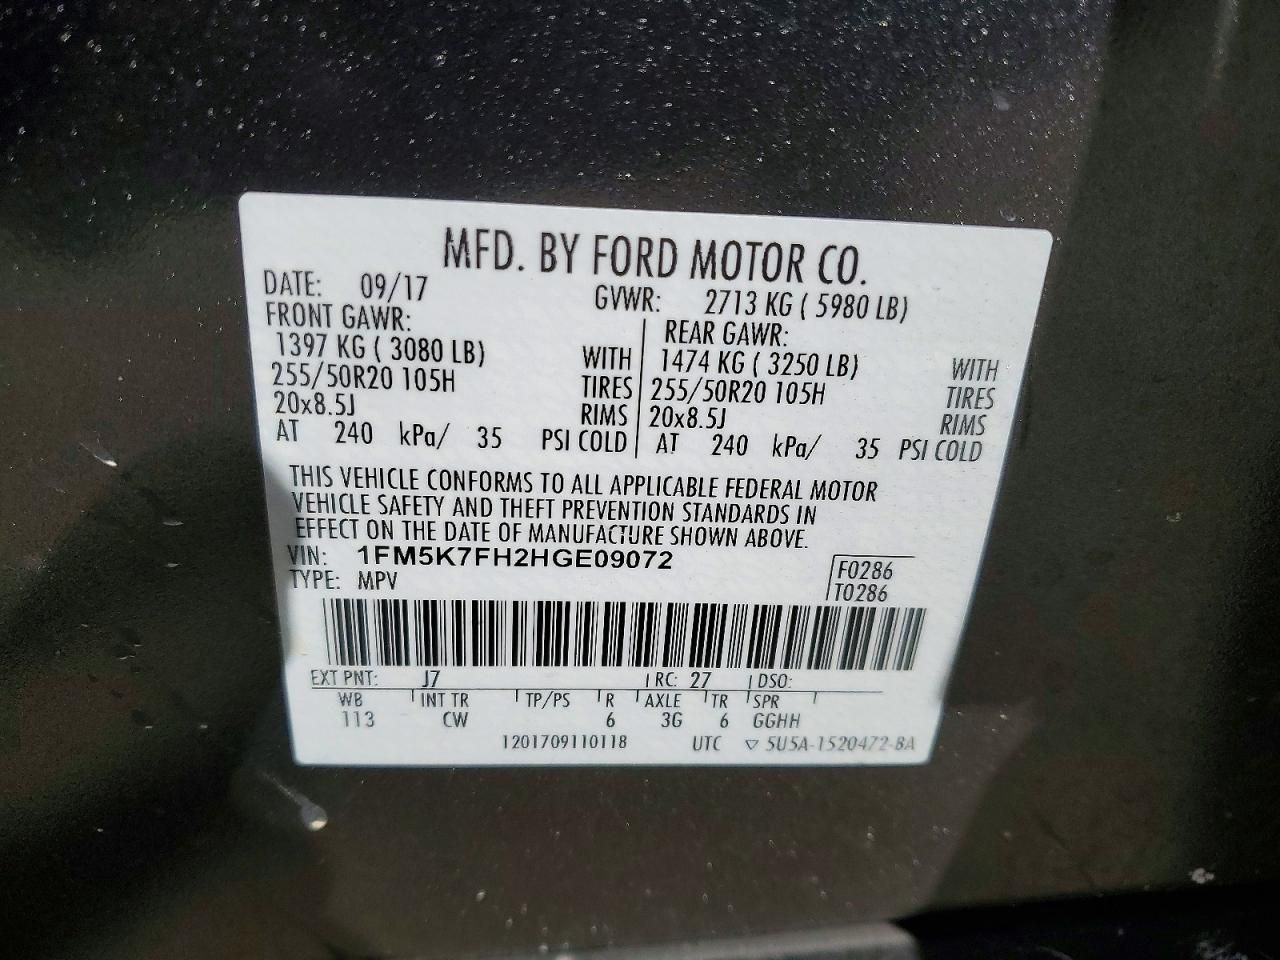 MFD. BY FORD MOTOR CO.
DATE: 09/17 GVWR: 2713 KG ( 5980 LB)
FRONT GAWR: REAR GAWR:
1397 KG ( 3080 LB) WITH 1474 KG ( 3250 LB) WITH
255/50R20 105H TIRES 255/50R20 105H TIRES
20x8.5J RIMS 20x8.5J RIMS
AT 240 kPa/ 35 PSI COLD AT 240 kPa/ 35 PSI COLD
THIS VEHICLE CONFORMS TO ALL APPLICABLE FEDERAL MOTOR
VEHICLE SAFETY AND THEFT PREVENTION STANDARDS IN
EFFECT ON THE DATE OF MANUFACTURE SHOWN ABOVE.
VIN: 1FM5K7FH2HGE09072
TYPE: MPV
F0286
T0286
EXT PNT: J7 RC: 27 DSO:
WB INT TR TP/PS R AXLE TR SPR
113 CW 6 3G 6 GGHH
1201709110118 UTC ▽ 5U5A-1520472-BA